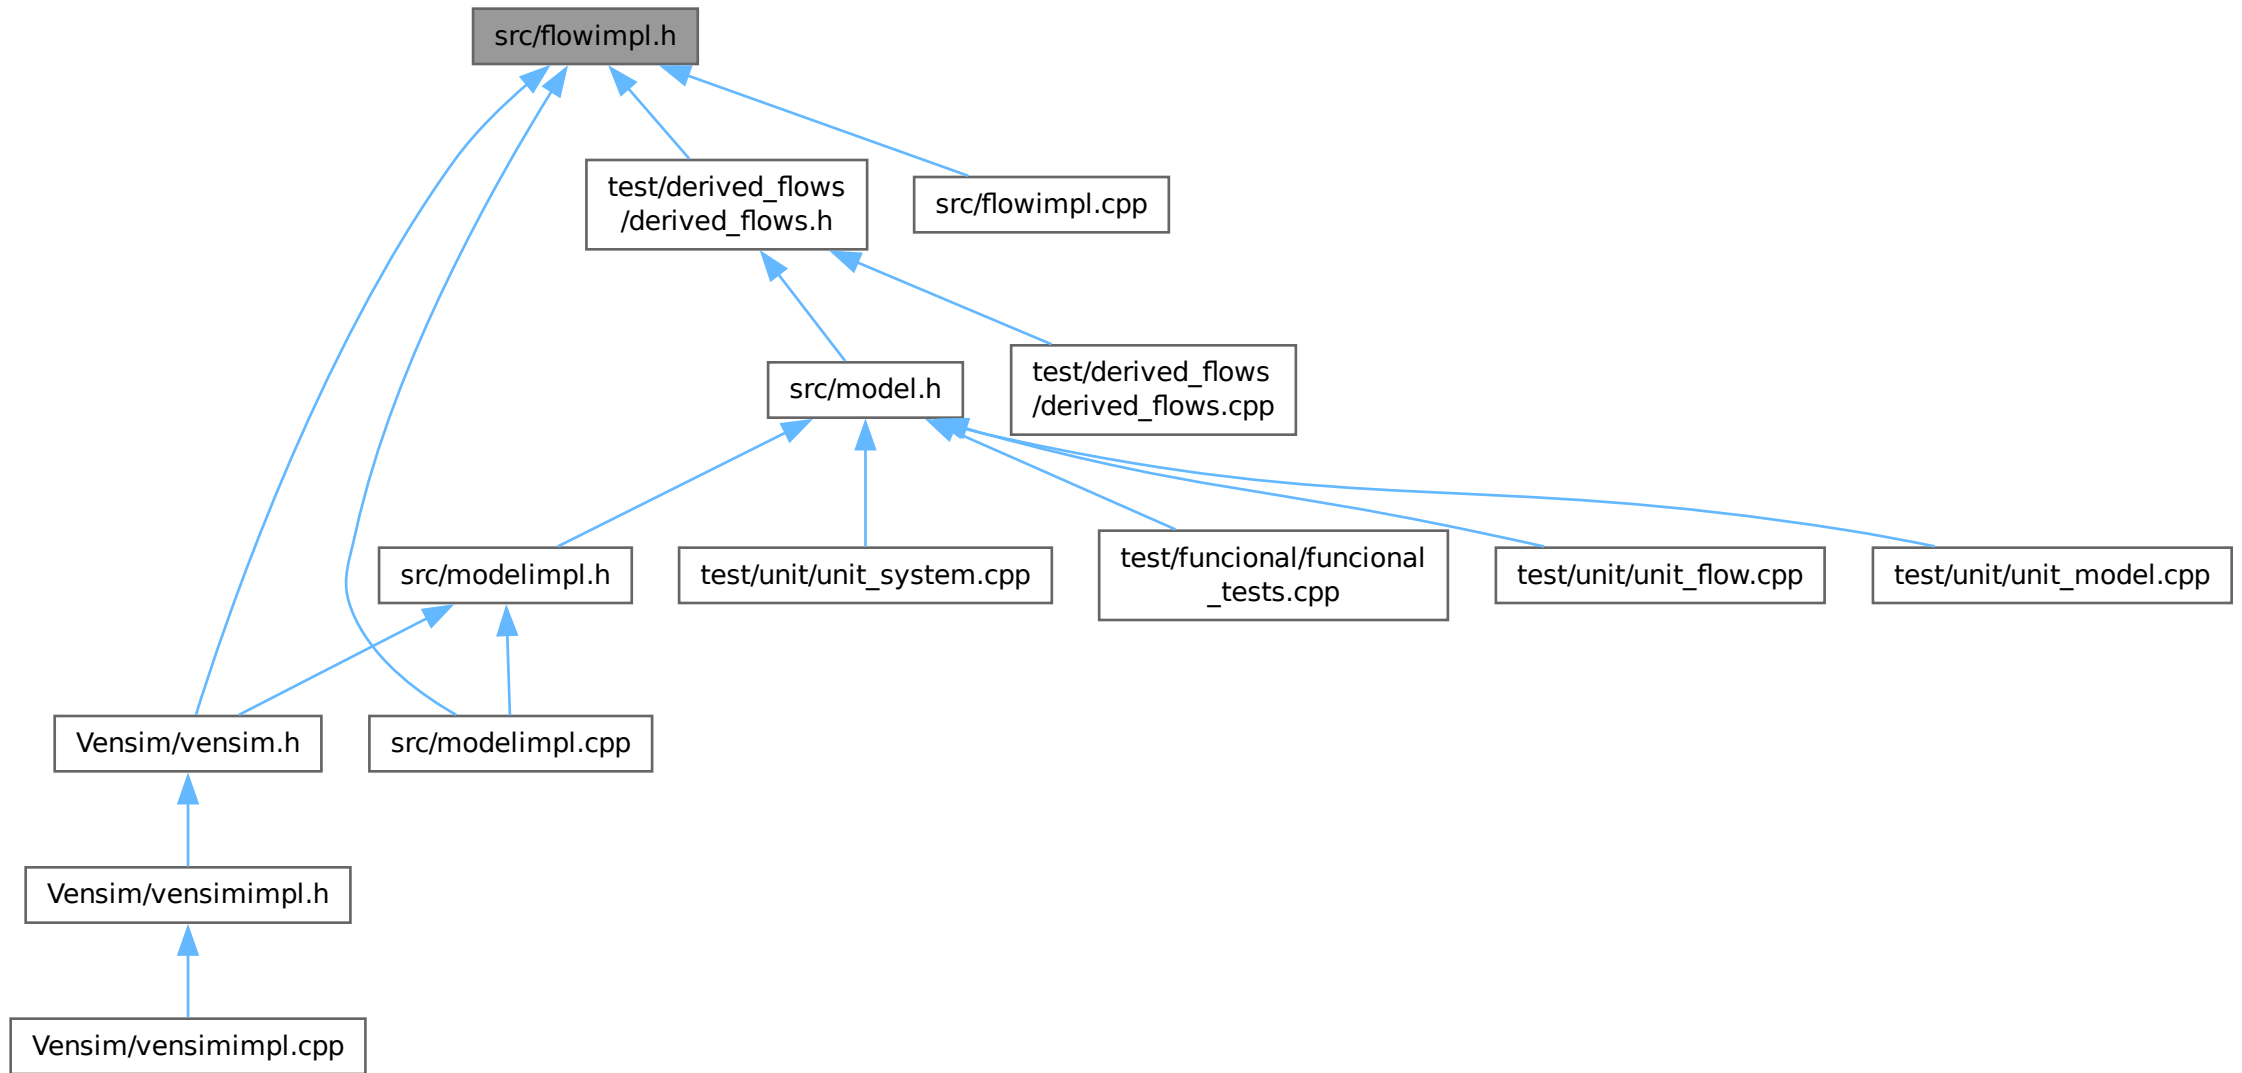 src/flowimpl.h
test/derived_flows
/derived_flows.h
src/flowimpl.cpp
src/model.h
test/derived_flows
/derived_flows.cpp
src/modelimpl.h
test/unit/unit_system.cpp
test/funcional/funcional
_tests.cpp
test/unit/unit_flow.cpp
test/unit/unit_model.cpp
Vensim/vensim.h
src/modelimpl.cpp
Vensim/vensimimpl.h
Vensim/vensimimpl.cpp